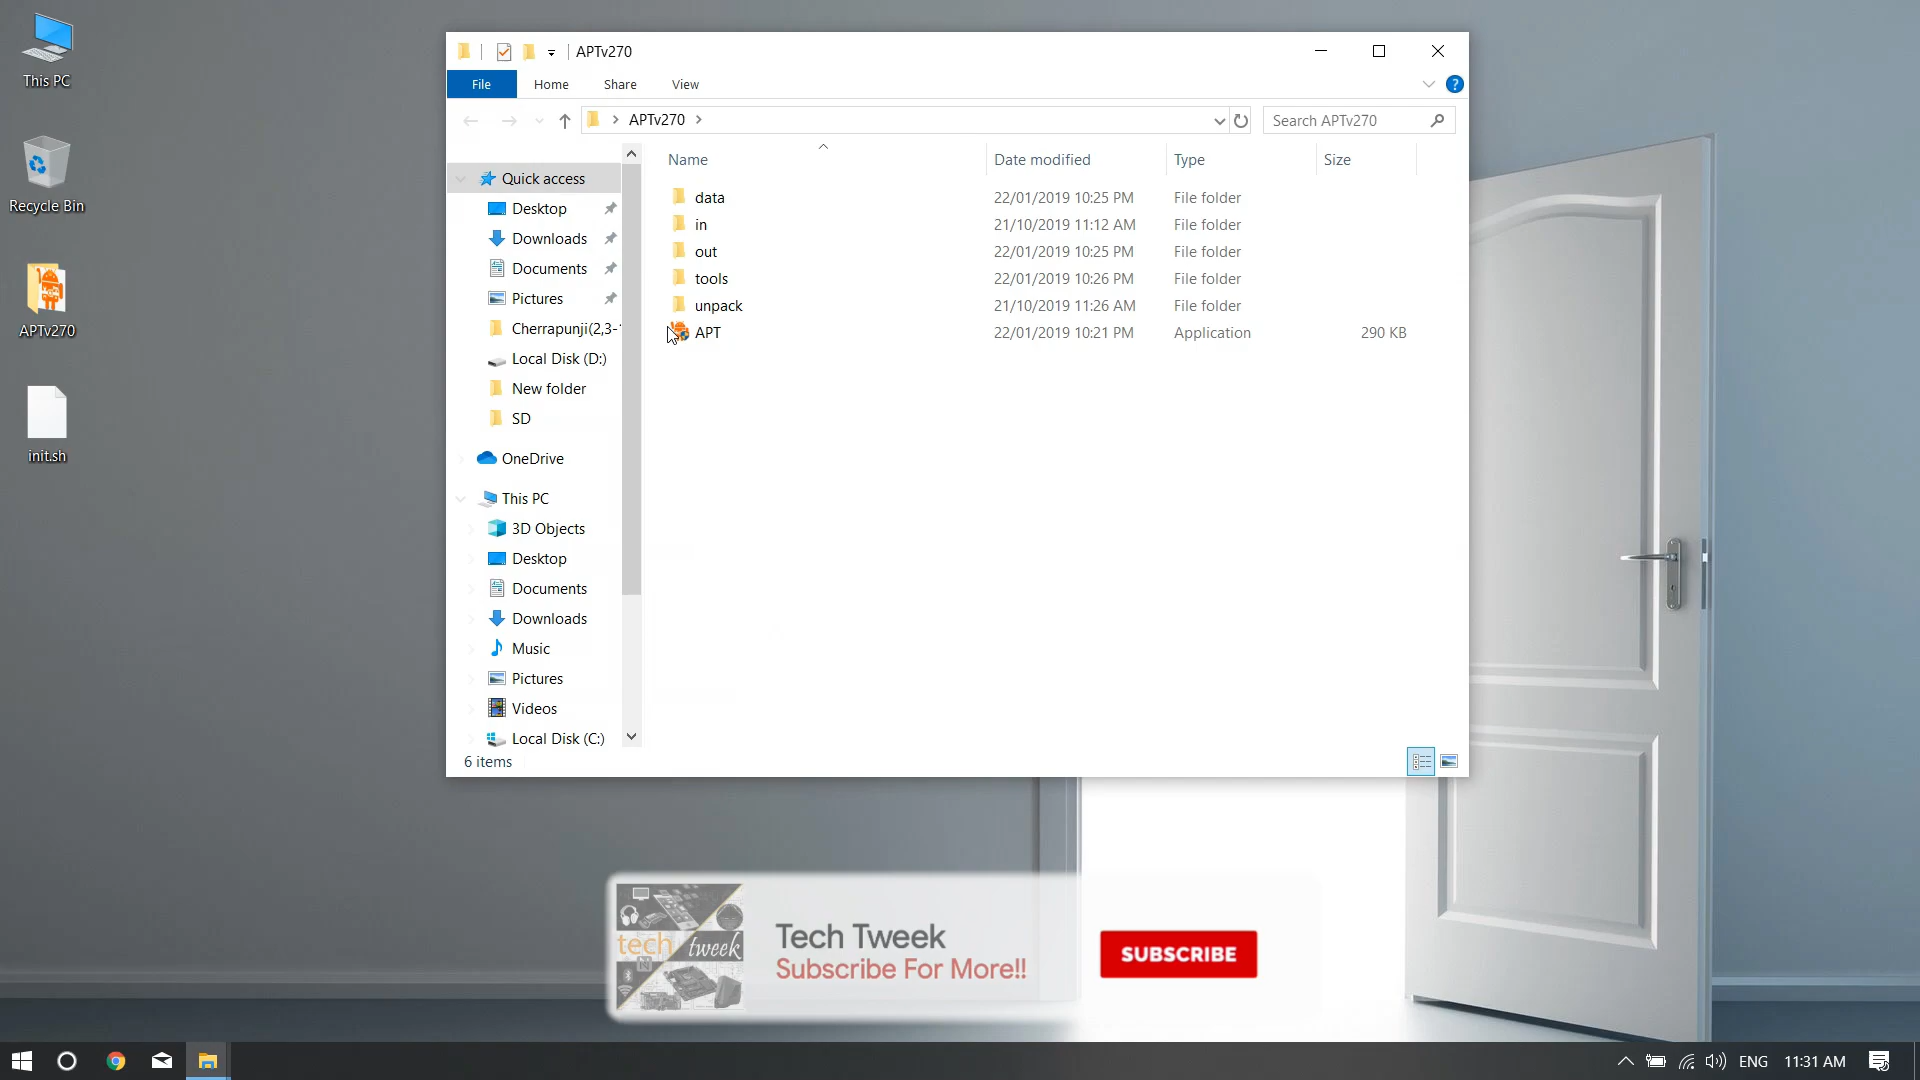 This PC
Recycle Bin
APTv270
init.sh
APTv270
File Home Share View
APTv270
Search APTv270
Name Date modified Type Size
data 22/01/2019 10:25 PM File folder
in 21/10/2019 11:12 AM File folder
out 22/01/2019 10:25 PM File folder
tools 22/01/2019 10:26 PM File folder
unpack 21/10/2019 11:26 AM File folder
APT 22/01/2019 10:21 PM Application 290 KB
Quick access
Desktop
Downloads
Documents
Pictures
Cherrapunji(2,3-
Local Disk (D:)
New folder
SD
OneDrive
This PC
3D Objects
Desktop
Documents
Downloads
Music
Pictures
Videos
Local Disk (C:)
6 items
tech tweek
Tech Tweek
Subscribe For More!!
SUBSCRIBE
ENG 11:31 AM